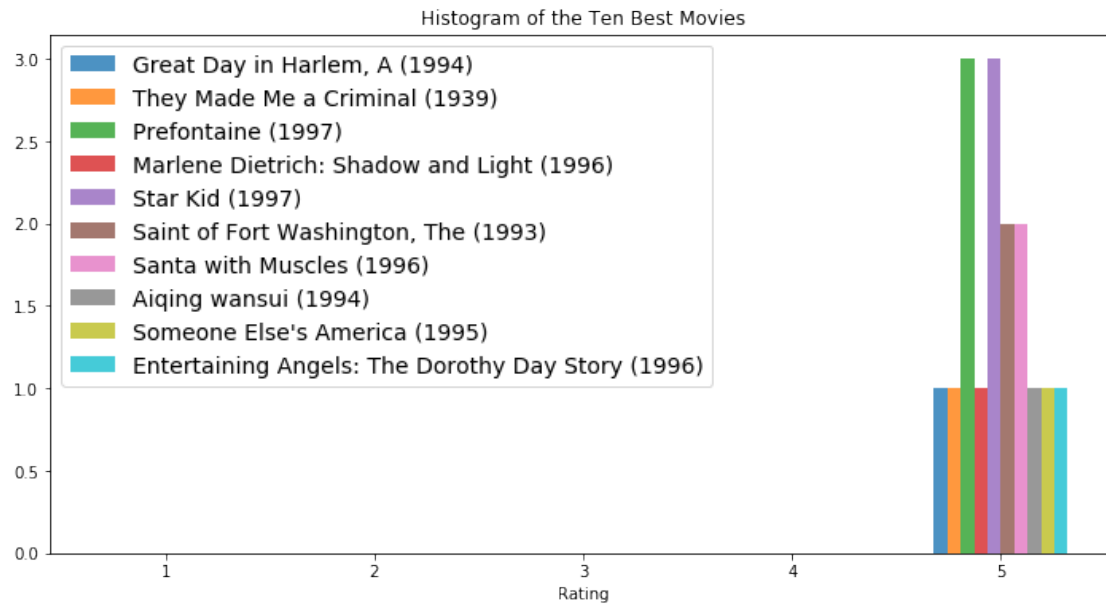 Histogram of the Ten Best Movies
3.0
2.5
2.0
1.5
1.0
0.5
0.0
Great Day in Harlem, A (1994)
They Made Me a Criminal (1939)
Prefontaine (1997)
Marlene Dietrich: Shadow and Light (1996)
Star Kid (1997)
Saint of Fort Washington, The (1993)
Santa with Muscles (1996)
Aiqing wansui (1994)
Someone Else's America (1995)
Entertaining Angels: The Dorothy Day Story (1996)
1 2 3 4 5
Rating